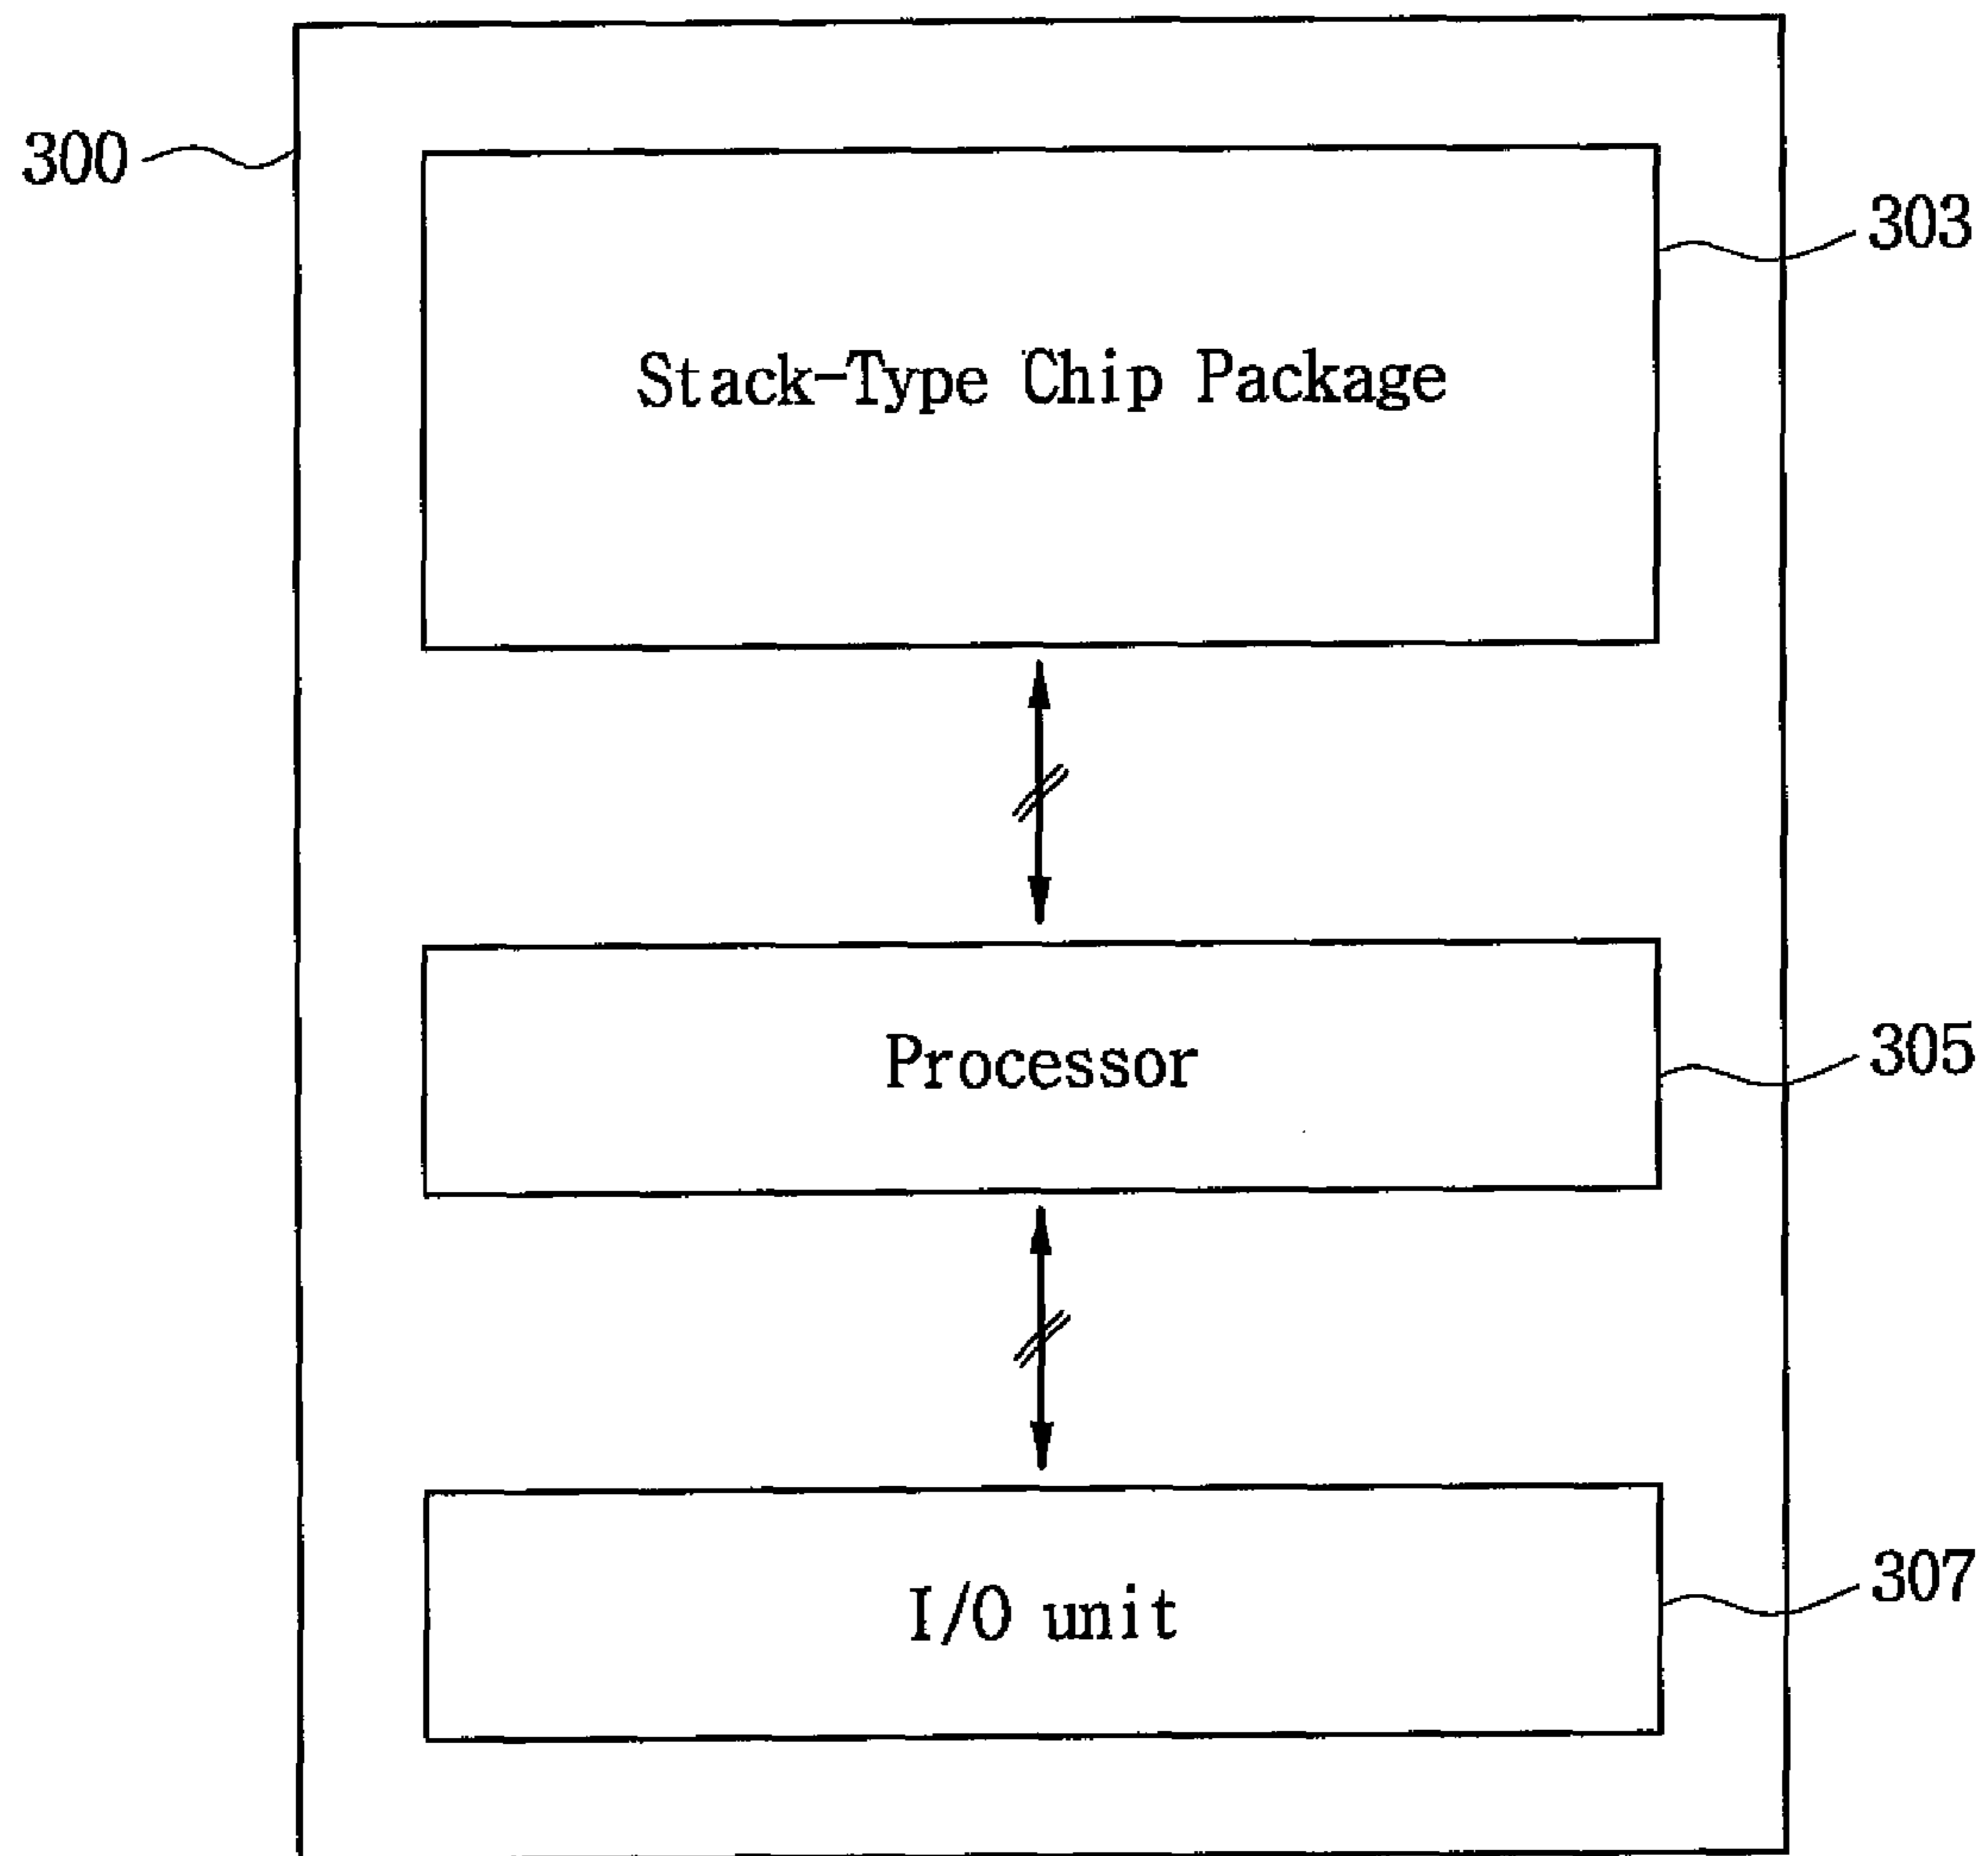 300
303
Stack-Type Chip Package
Processor
305
I/O unit
307